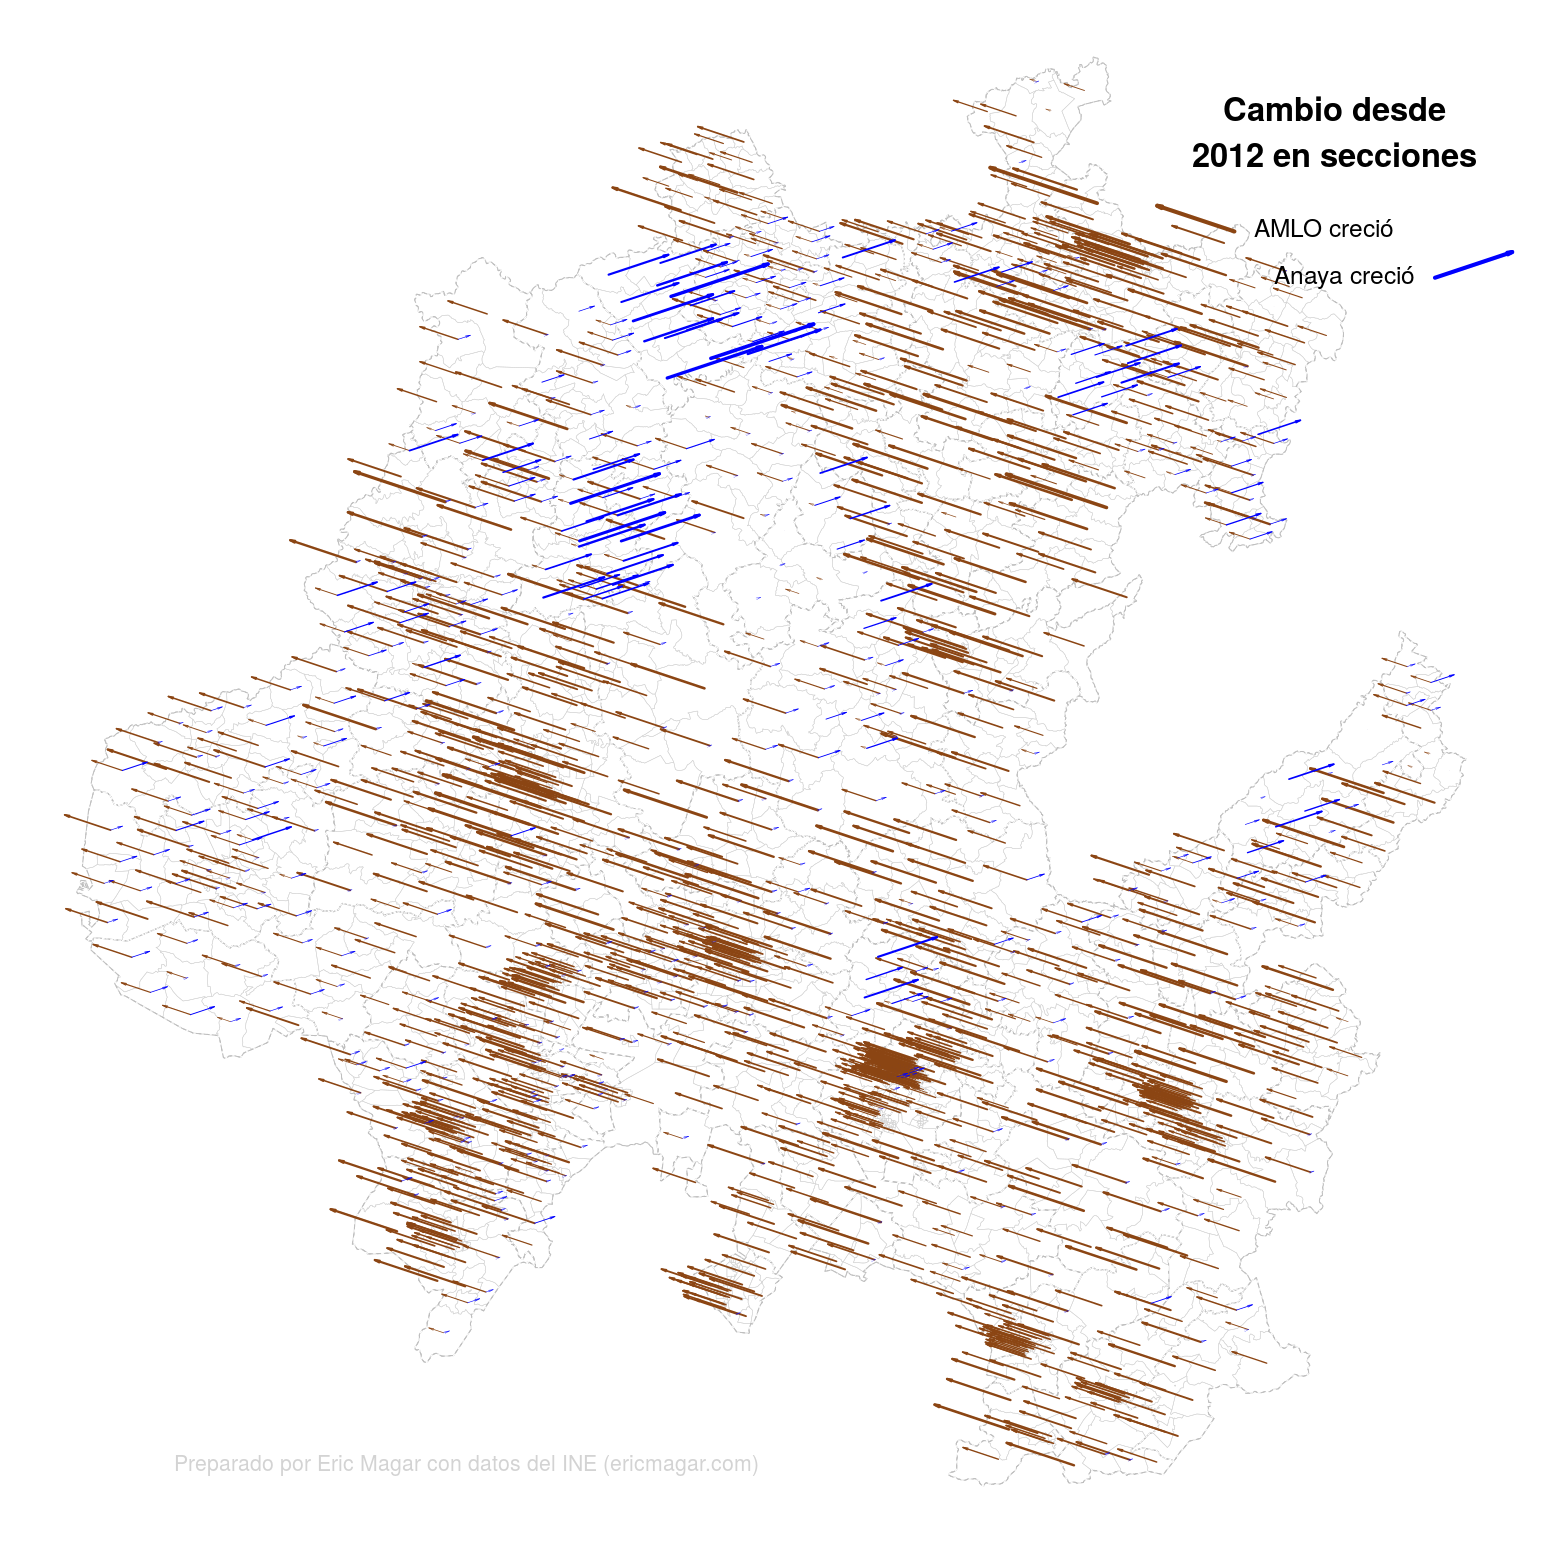 Cambio desde
2012 en secciones
AMLO creció
Anaya creció
Preparado por Eric Magar con datos del INE (ericmagar.com)